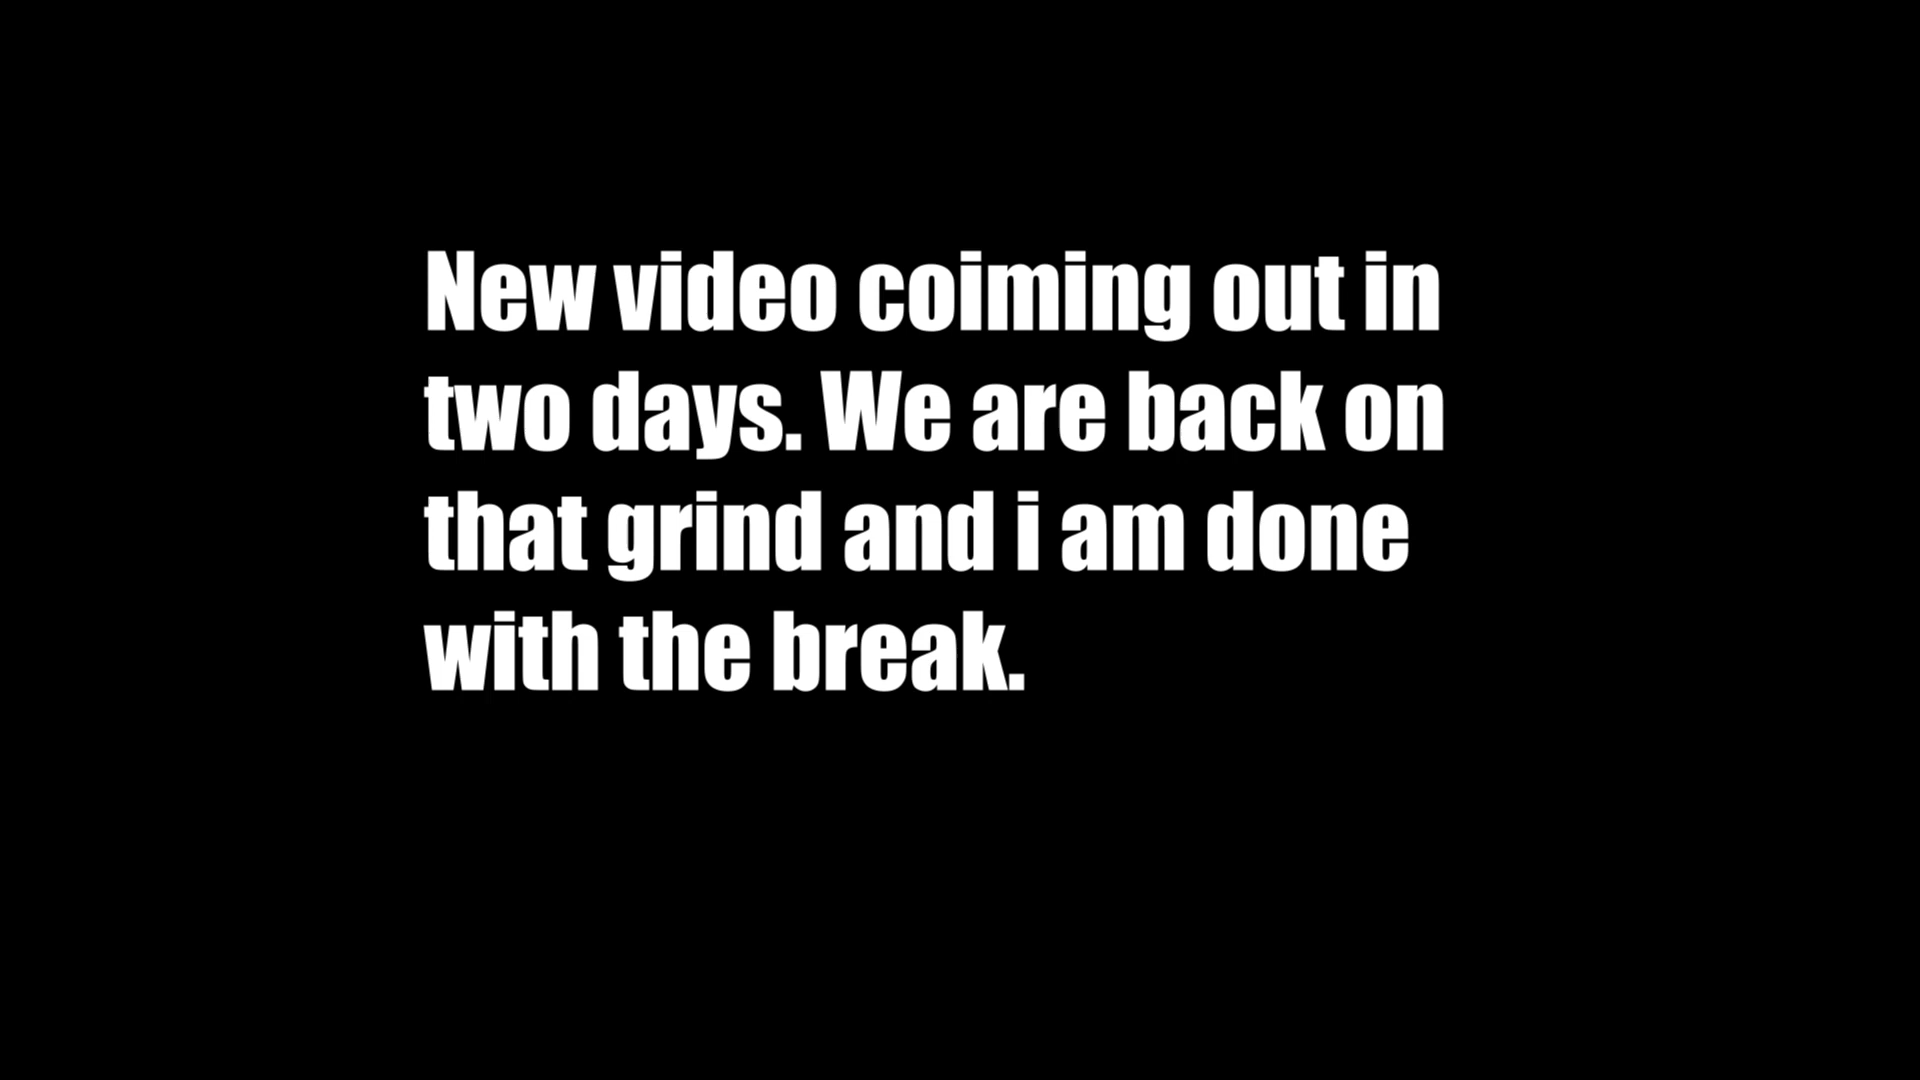 New video coiming out in
two days. We are back on
that grind and i am done
with the break.